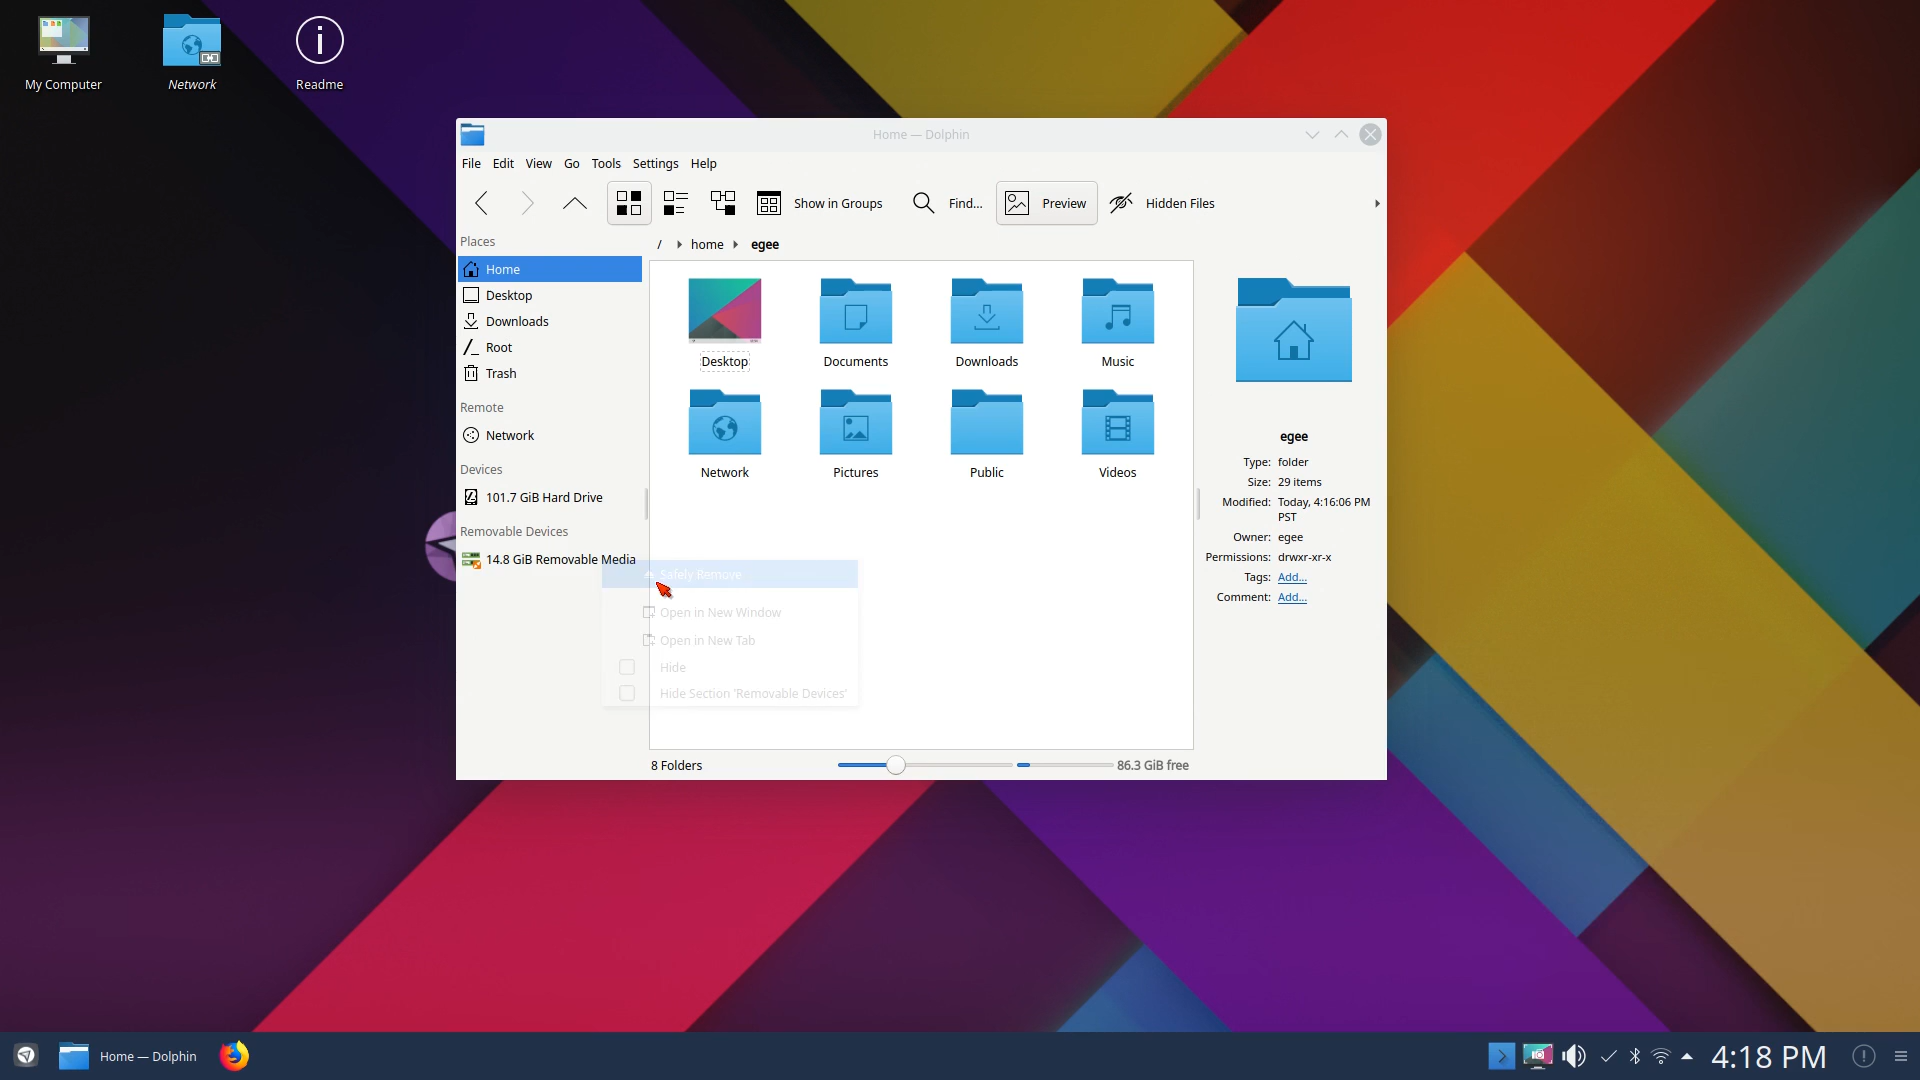 My Computer
Network
Readme
Home — Dolphin
File Edit View Go Tools Settings Help
Show in Groups Find... Preview Hidden Files
Places
/ home egee
Home
Desktop
Downloads
Root
Trash
Remote
Network
Devices
101.7 GiB Hard Drive
Removable Devices
14.8 GiB Removable Media
Desktop Documents Downloads Music
Network Pictures Public Videos
Safely Remove
Open in New Window
Open in New Tab
Hide
Hide Section 'Removable Devices'
8 Folders
86.3 GiB free
egee
Type: folder
Size: 29 items
Modified: Today, 4:16:06 PM
PST
Owner: egee
Permissions: drwxr-xr-x
Tags: Add...
Comment: Add...
Home — Dolphin
4:18 PM